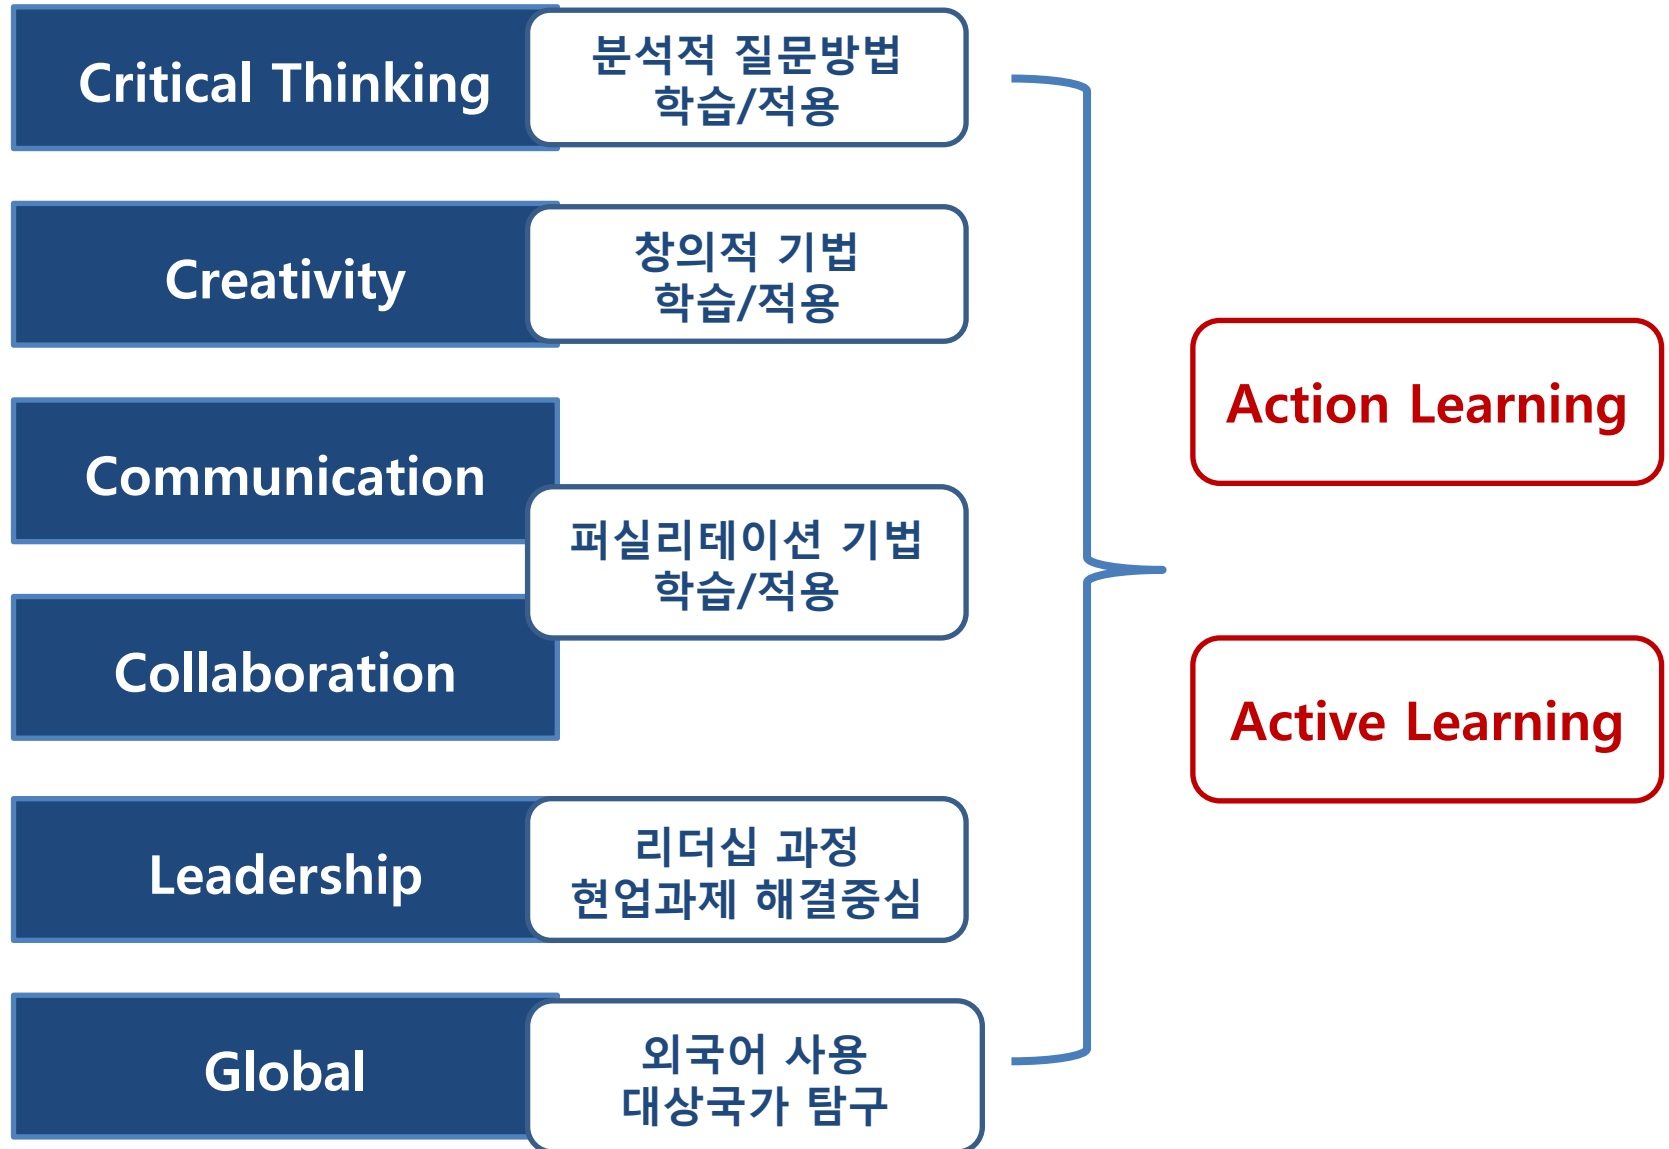 Critical Thinking
분석적 질문방법
학습/적용
Creativity
창의적 기법
학습/적용
Communication
퍼실리테이션 기법
학습/적용
Collaboration
Leadership
리더십 과정
현업과제 해결중심
Global
외국어 사용
대상국가 탐구
Action Learning
Active Learning